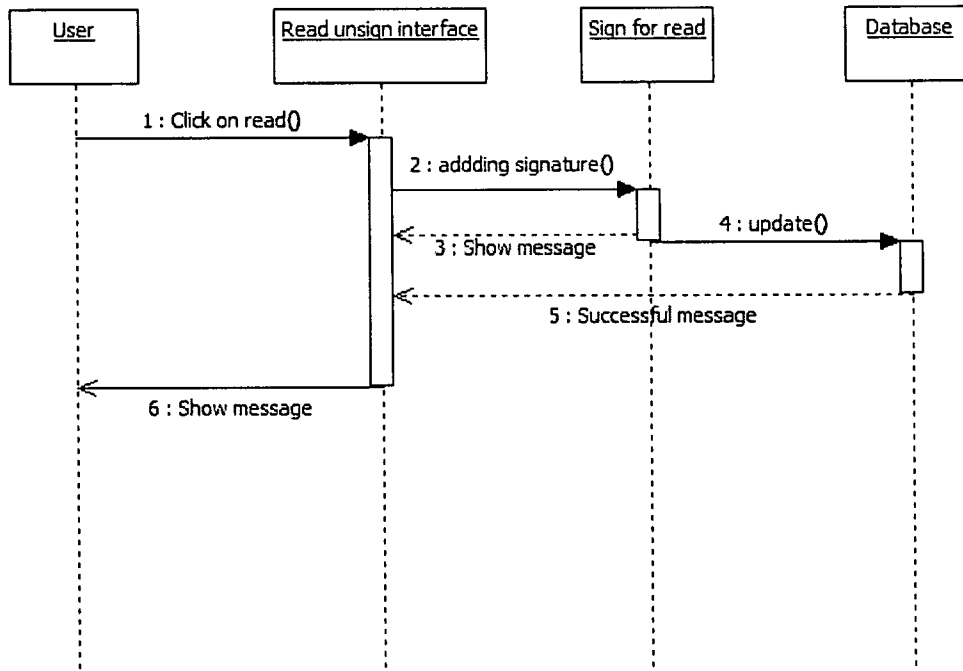 User
Read unsign interface
Sign for read
Database
1 : Click on read()
2 : addding signature()
3 : Show message
4 : update()
5 : Successful message
6 : Show message